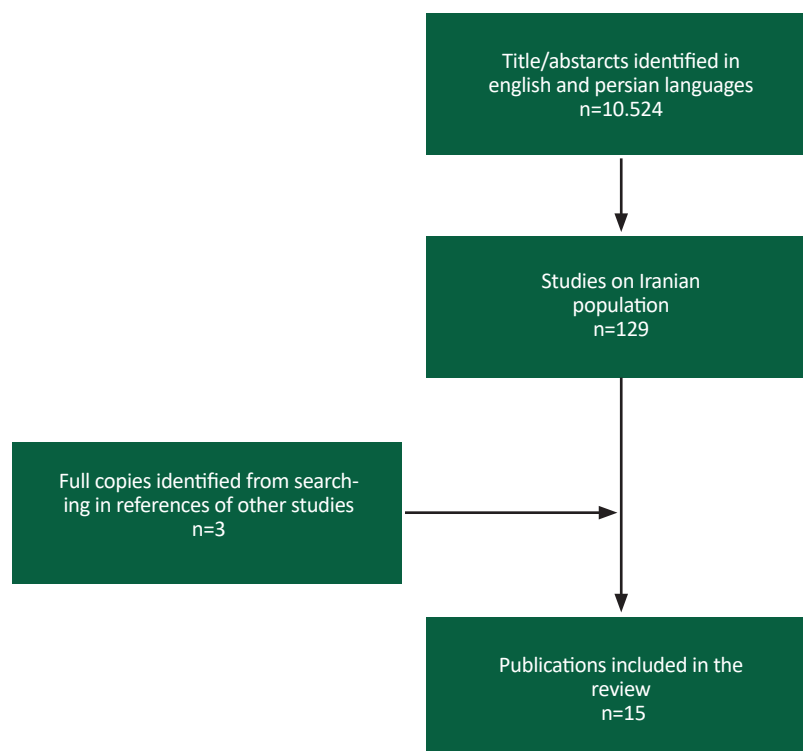 Title/abstarcts identified in
english and persian languages
n=10.524
Studies on Iranian
population
n=129
Full copies identified from search-
ing in references of other studies
n=3
Publications included in the
review
n=15